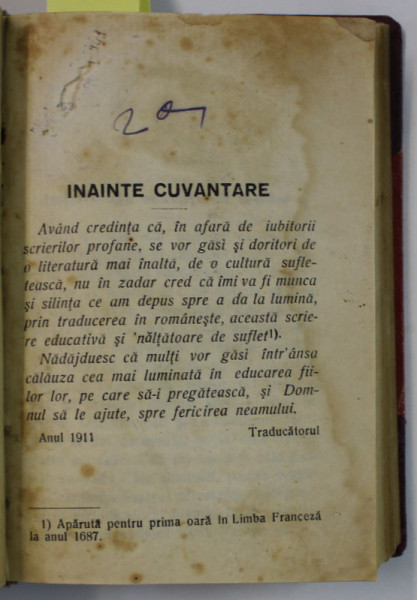 INAINTE CUVANTARE
Având credința că, în afară de iubitorii
scrierilor profane, se vor găsi și doritori de
o literatură mai înaltă, de o cultură sufle-
tească, nu în zadar cred că îmi va fi munca
și silința ce am depus spre a da la lumină,
prin traducerea în românește, această scrie-
re educativă și 'nălțătoare de suflet¹).
Nădăjduesc că mulți vor găsi într'ânsa
călăuza cea mai luminată în educarea fii-
lor lor, pe care să-i pregătească, și Dom-
nul să le ajute, spre fericirea neamului.
Anul 1911 Traducătorul
1) Apărută pentru prima oară în Limba Franceză
la anul 1687.